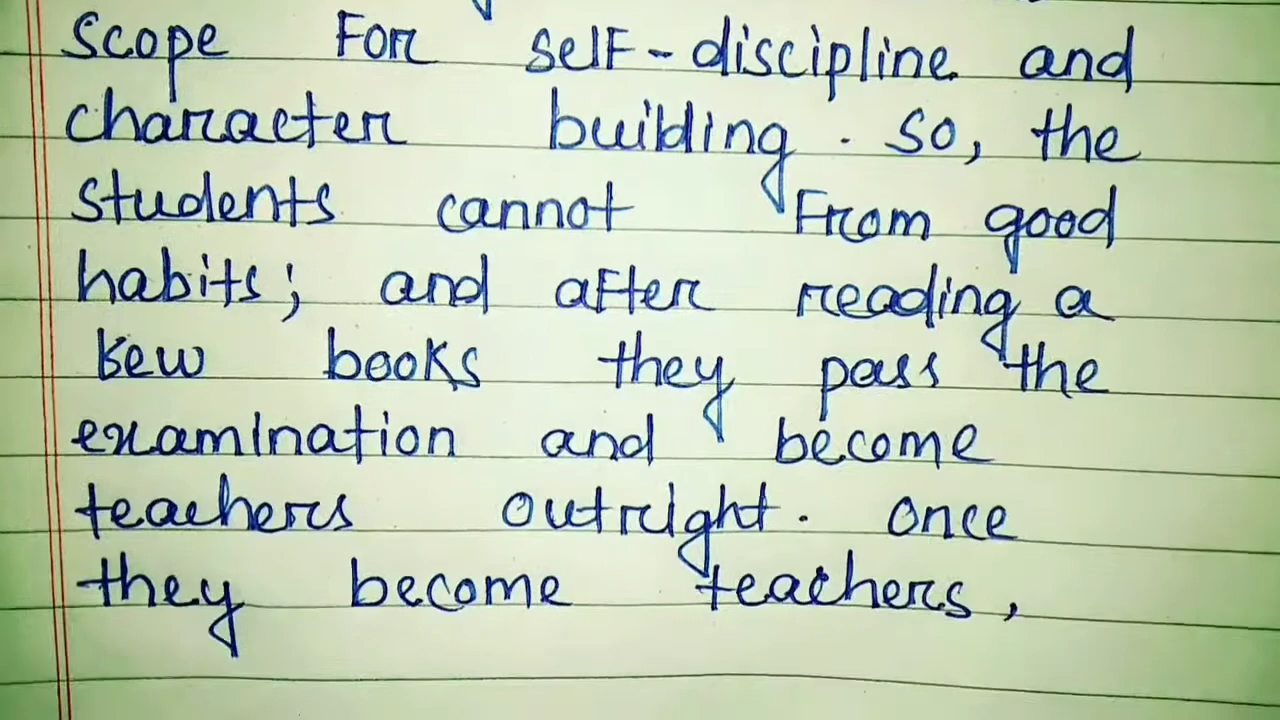 scope For self-discipline and
character building. so, the
students cannot From good
habits; and after reading a
few books they pass the
examination and become
teachers outright. once
they become teachers,